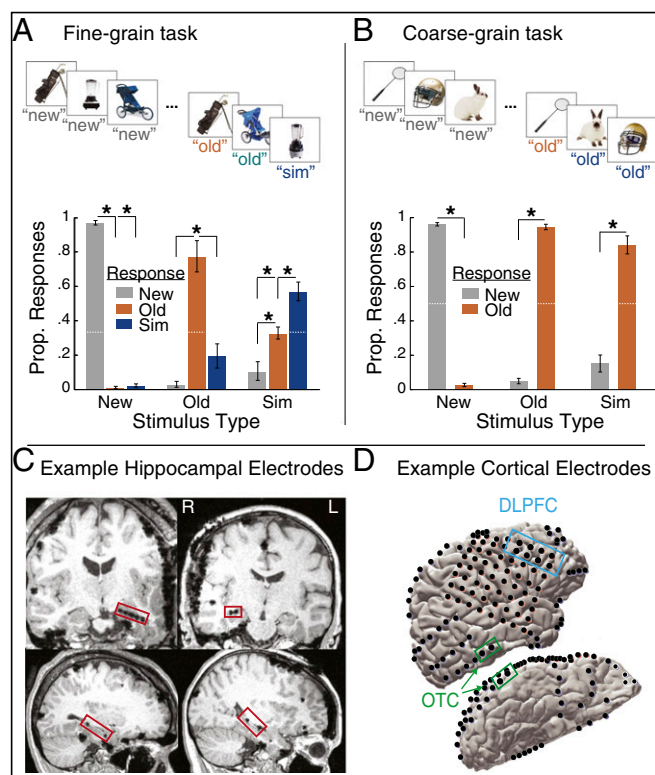 A
Fine-grain task
"new"
"new"
"new"
...
"old"
"old"
"sim"
* *
*
* *
*
Prop. Responses
1
.8
.6
.4
.2
0
Response
New
Old
Sim
New
Old
Sim
Stimulus Type
B
Coarse-grain task
"new"
"new"
"new"
...
"old"
"old"
"old"
*
*
*
Prop. Responses
1
.8
.6
.4
.2
0
Response
New
Old
New
Old
Sim
Stimulus Type
C
Example Hippocampal Electrodes
R
L
D
Example Cortical Electrodes
DLPFC
OTC